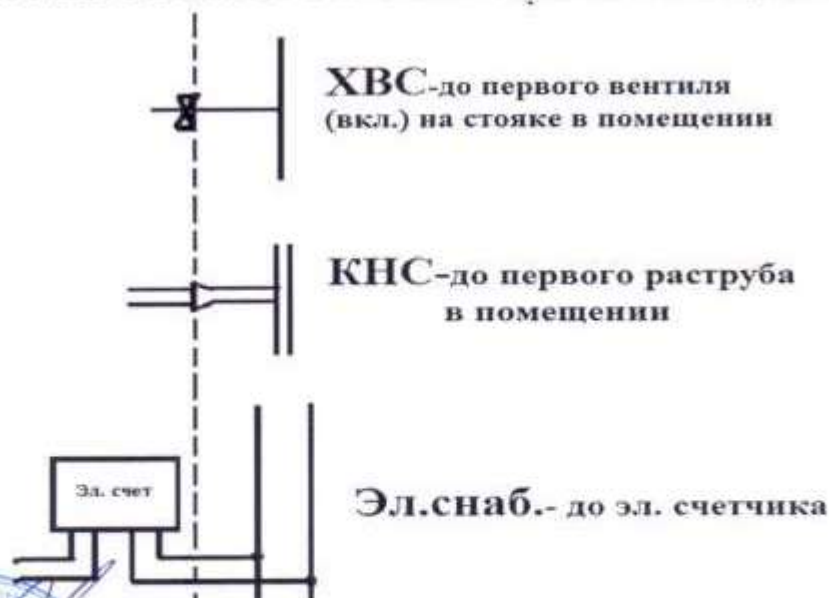 ХВС-до первого вентиля
(вкл.) на стояке в помещении
КНС-до первого раструба
в помещении
Эл. счет
Эл.снаб.- до эл. счетчика